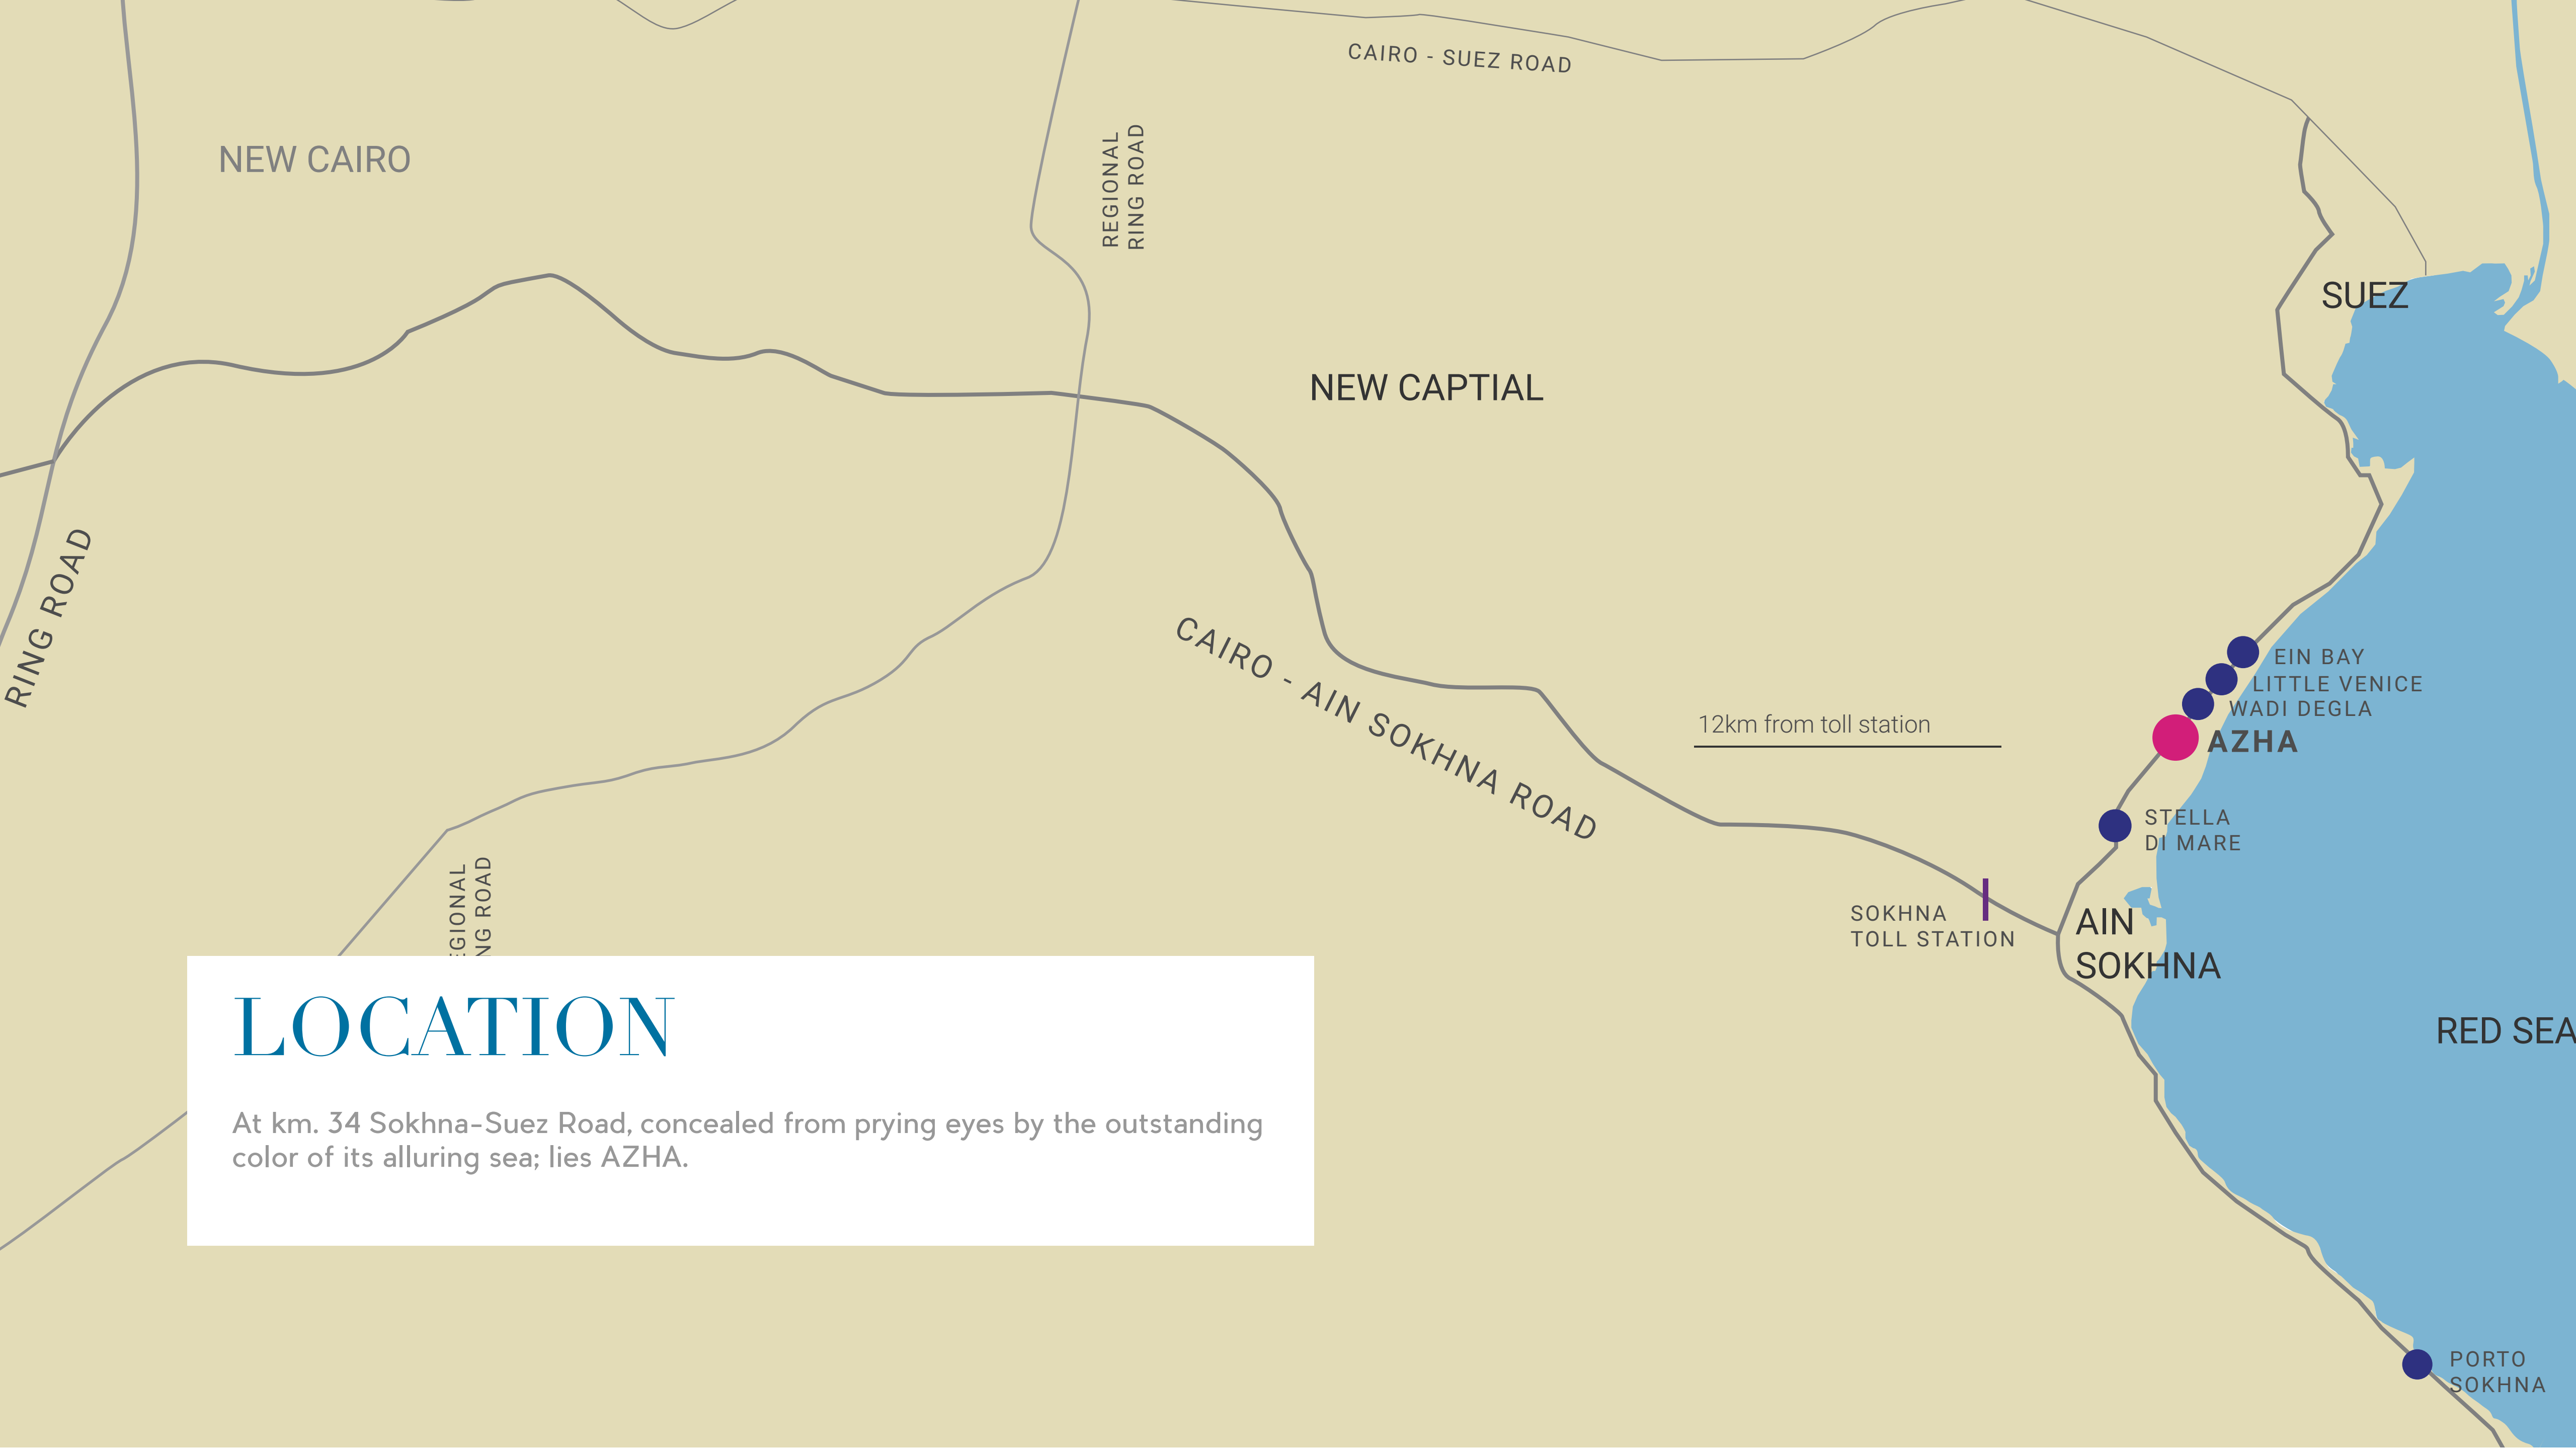 CAIRO - SUEZ ROAD
NEW CAIRO
REGIONAL
RING ROAD
SUEZ
NEW CAPTIAL
RING ROAD
CAIRO - AIN SOKHNA ROAD
EIN BAY
LITTLE VENICE
WADI DEGLA
12km from toll station
AZHA
STELLA
DI MARE
SOKHNA
TOLL STATION
AIN
SOKHNA
EGIONAL
NG ROAD
RED SEA
LOCATION
At km. 34 Sokhna-Suez Road, concealed from prying eyes by the outstanding
color of its alluring sea; lies AZHA.
PORTO
SOKHNA